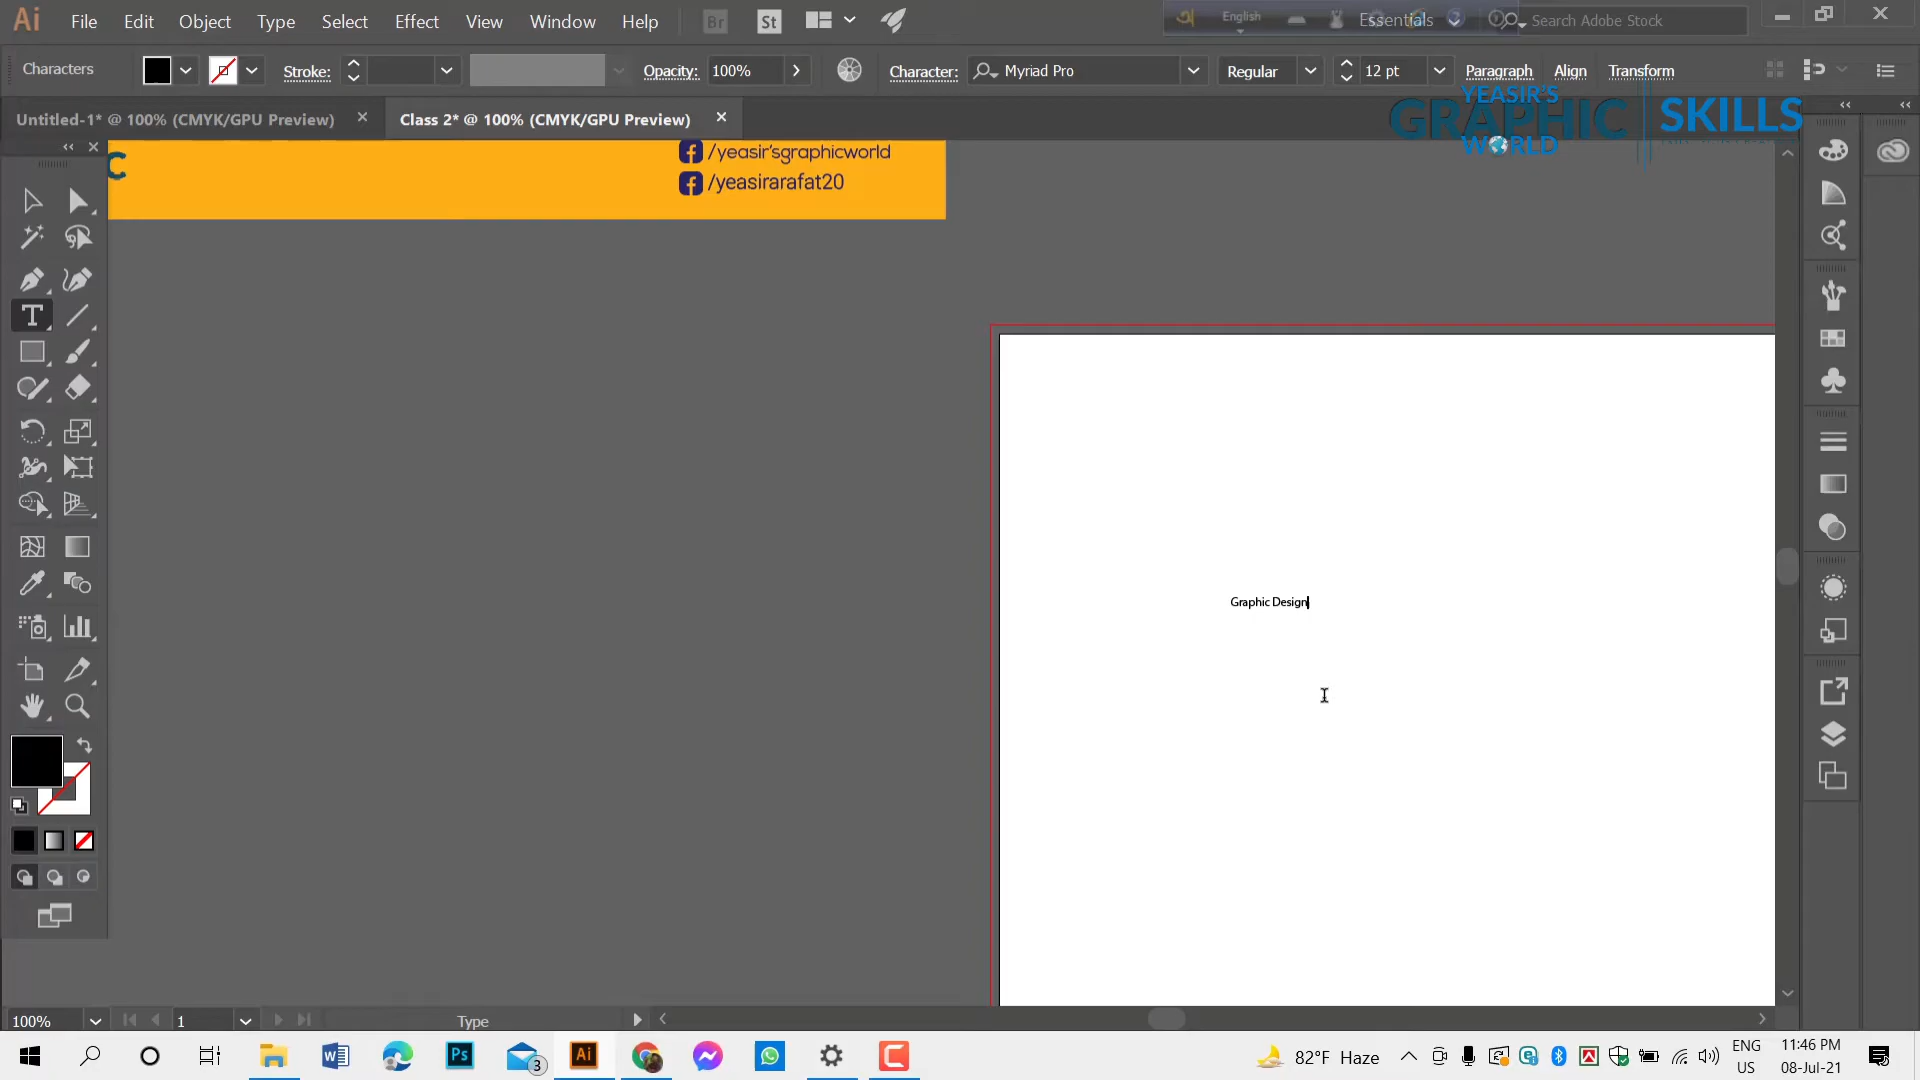 Ai File Edit Object Type Select Effect View Window Help Br St English Essentials Search Adobe Stock
Characters Stroke: Opacity: 100% Character: Myriad Pro Regular 12 pt Paragraph Align Transform
YEASIR'S
GRAPHIC SKILLS
WORLD
Untitled-1* @ 100% (CMYK/GPU Preview) Class 2* @ 100% (CMYK/GPU Preview)
C
/yeasir'sgraphicworld
/yeasirarafat20
Graphic Design
100% 1 Type
3
82°F Haze
ENG
US
11:46 PM
08-Jul-21